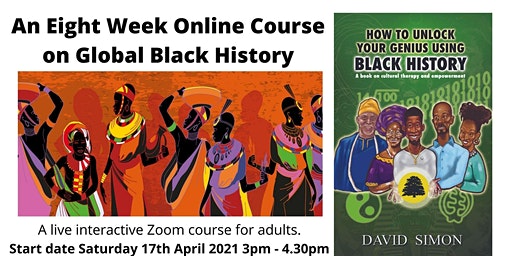 An Eight Week Online Course
on Global Black History
A live interactive Zoom course for adults.
Start date Saturday 17th April 2021 3pm - 4.30pm
HOW TO UNLOCK
YOUR GENIUS USING
BLACK HISTORY
A book on cultural therapy and empowerment
DAVID SIMON